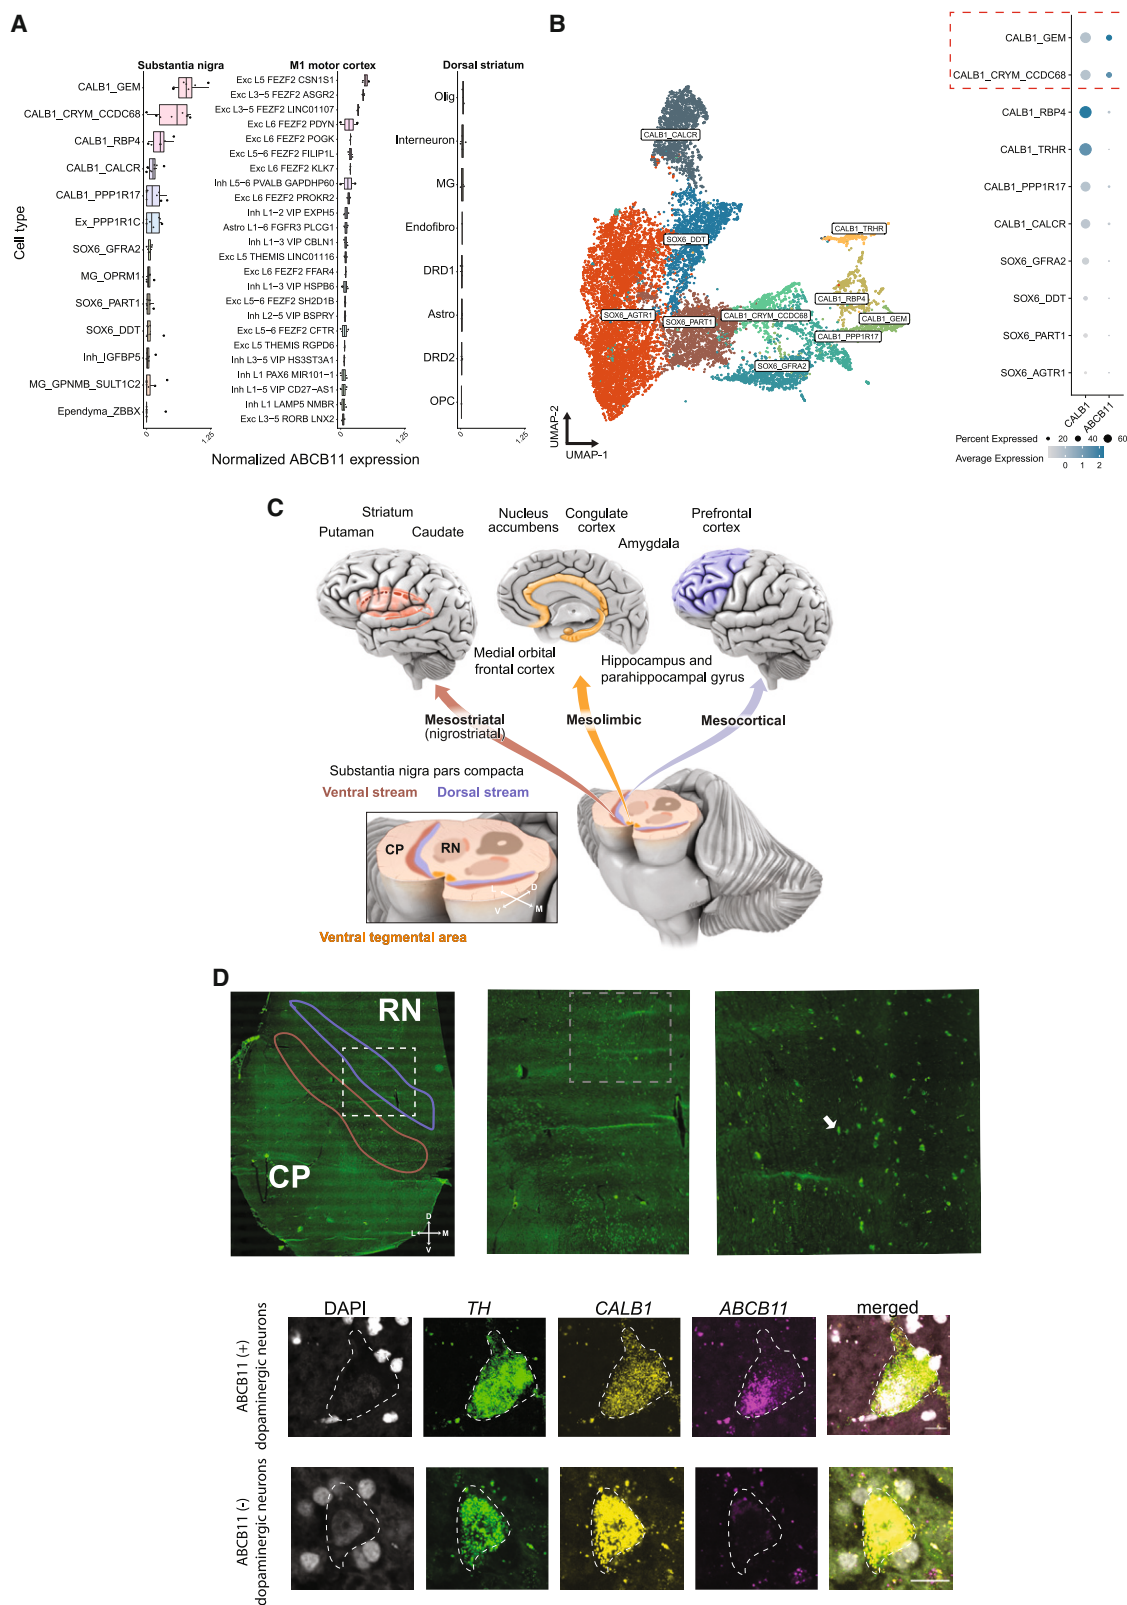 A
Substantia nigra
M1 motor cortex
Dorsal striatum
Cell type
CALB1_GEM
CALB1_CRYM_CCDC68
CALB1_RBP4
CALB1_CALCR
CALB1_PPP1R17
Ex_PPP1R1C
SOX6_GFRA2
MG_OPRM1
SOX6_PART1
SOX6_DDT
Inh_IGFBP5
MG_GPNMB_SULT1C2
Ependyma_ZBBX
0
1.25
Exc L5 FEZF2 CSN1S1
Exc L3-5 FEZF2 ASGR2
Exc L3-5 FEZF2 LINC01107
Exc L6 FEZF2 PDYN
Exc L6 FEZF2 POGK
Exc L5-6 FEZF2 FILIP1L
Exc L6 FEZF2 KLK7
Inh L5-6 PVALB GAPDHP60
Exc L6 FEZF2 PROKR2
Inh L1-2 VIP EXPH5
Astro L1-6 FGFR3 PLCG1
Inh L1-3 VIP CBLN1
Exc L5 THEMIS LINC01116
Exc L6 FEZF2 FFAR4
Inh L1-3 VIP HSPB6
Exc L5-6 FEZF2 SH2D1B
Inh L2-5 VIP BSPRY
Exc L5-6 FEZF2 CFTR
Exc L5 THEMIS RGPD6
Inh L3-5 VIP HS3ST3A1
Inh L1 PAX6 MIR101-1
Inh L1-5 VIP CD27-AS1
Inh L1 LAMP5 NMBR
Exc L3-5 RORB LNX2
0
1.25
Olig
Interneuron
MG
Endofibro
DRD1
Astro
DRD2
OPC
0
1.25
Normalized ABCB11 expression
B
CALB1_CALCR
SOX6_DDT
CALB1_TRHR
CALB1_RBP4
SOX6_AGTR1
SOX6_PART1
CALB1_CRYM_CCDC68
CALB1_GEM
CALB1_PPP1R17
SOX6_GFRA2
UMAP-2
UMAP-1
CALB1_GEM
CALB1_CRYM_CCDC68
CALB1_RBP4
CALB1_TRHR
CALB1_PPP1R17
CALB1_CALCR
SOX6_GFRA2
SOX6_DDT
SOX6_PART1
SOX6_AGTR1
CALB1
ABCB11
Percent Expressed 20 40 60
Average Expression
0 1 2
C
Striatum
Putaman
Caudate
Nucleus
accumbens
Congulate
cortex
Amygdala
Prefrontal
cortex
Medial orbital
frontal cortex
Hippocampus and
parahippocampal gyrus
Mesostriatal
(nigrostriatal)
Mesolimbic
Mesocortical
Substantia nigra pars compacta
Ventral stream
Dorsal stream
CP
RN
L
D
V
M
Ventral tegmental area
D
RN
CP
D
L
M
V
DAPI
TH
CALB1
ABCB11
merged
ABCB11 (+)
dopaminergic neurons
ABCB11 (-)
dopaminergic neurons